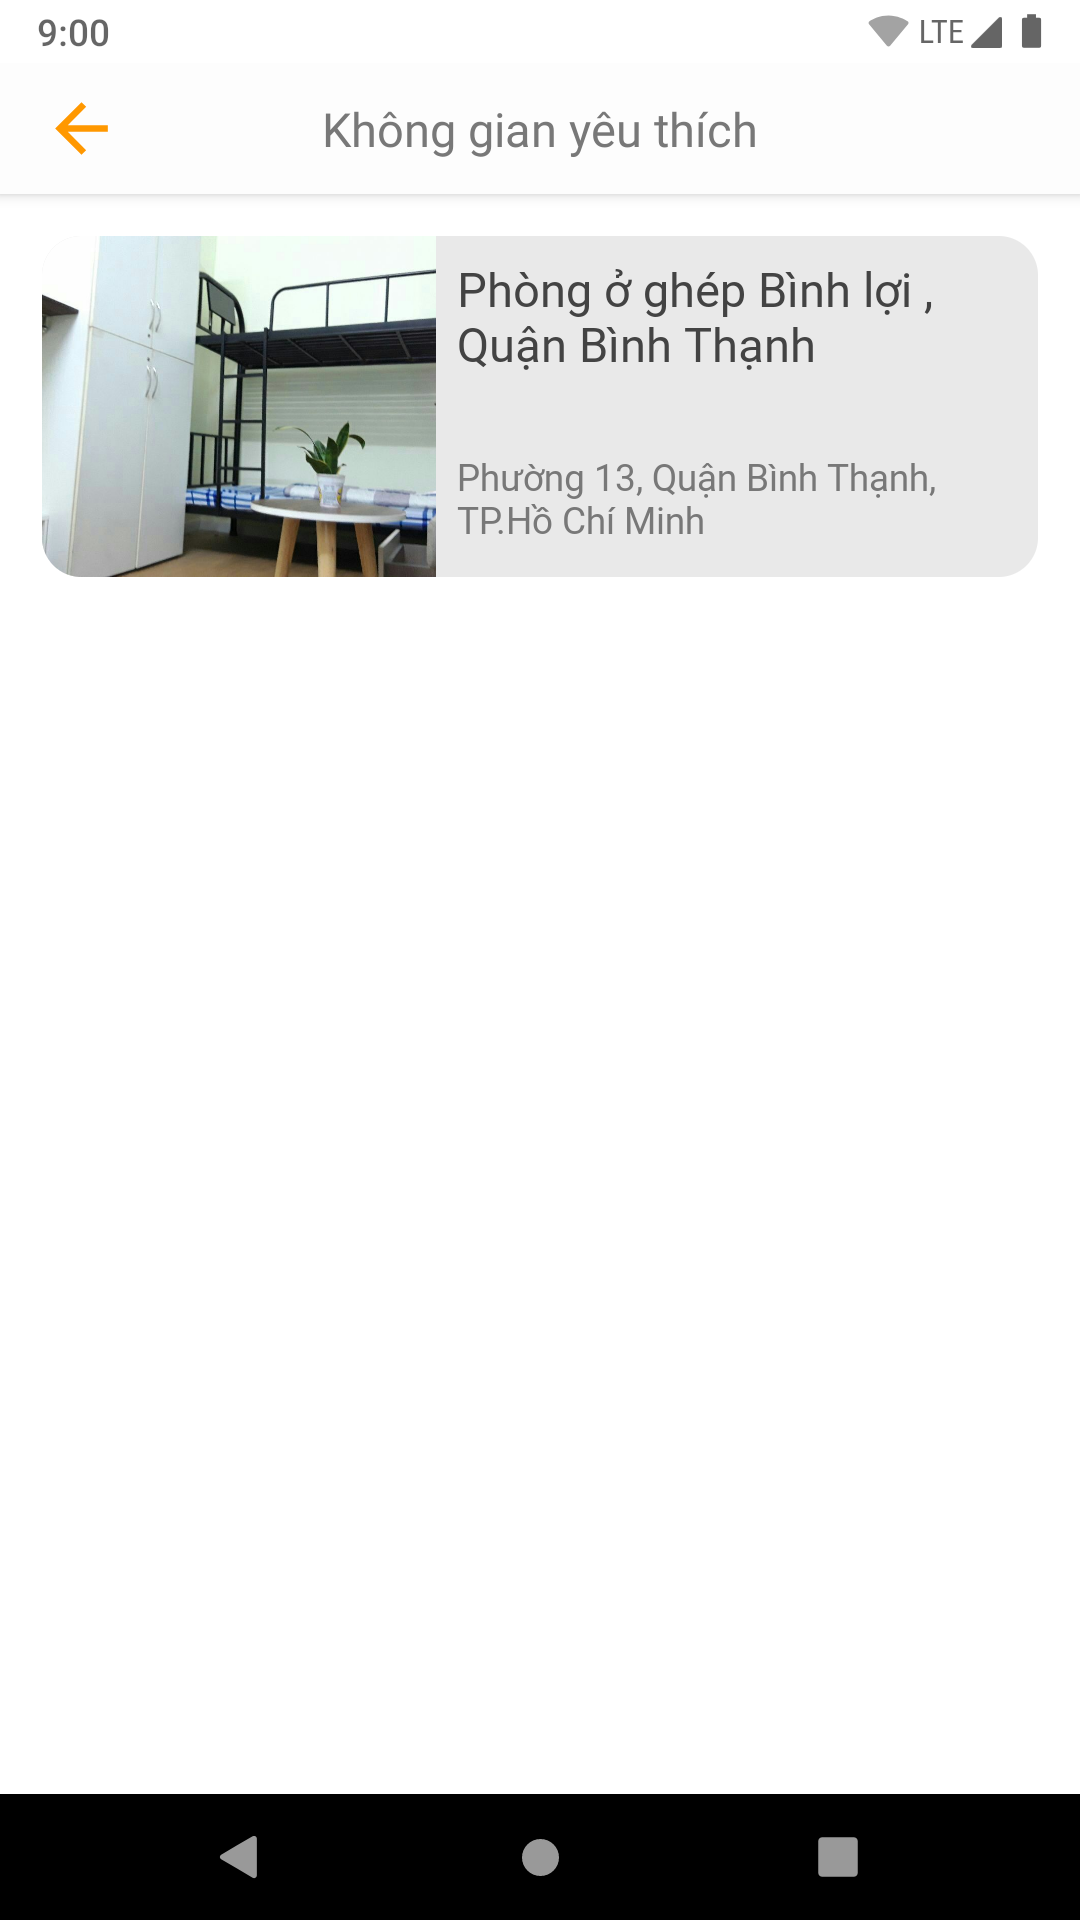 9:00
LTE
Không gian yêu thích
Phòng ở ghép Bình lợi ,
Quận Bình Thạnh
Phường 13, Quận Bình Thạnh,
TP.Hồ Chí Minh